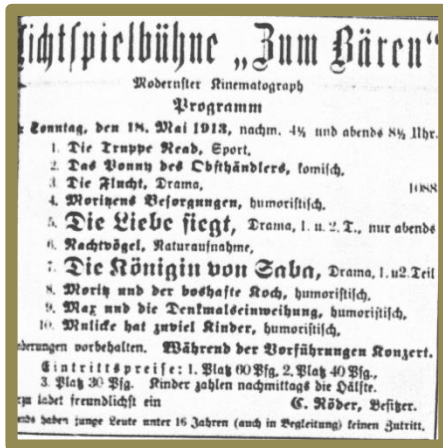 Lichtspielbühne „Zum Bären“
Modernster Kinematograph
Programm
Sonntag, den 18. Mai 1913, nachm. 4½ und abends 8½ Uhr.
1. Die Truppe Read, Sport,
2. Das Ponny des Obsthändlers, komisch,
3. Die Flucht, Drama, 1088
4. Moritzens Besorgungen, humoristisch,
5. Die Liebe siegt, Drama, 1. u. 2. T., nur abends
6. Nachtvögel, Naturaufnahme,
7. Die Königin von Saba, Drama, 1. u 2. Teil
8. Moritz und der boshafte Koch, humoristisch,
9. Max und die Denkmalseinweihung, humoristisch,
10. Mulicke hat zuviel Kinder, humoristisch,
vorbehalten. Während der Vorführungen Konzert.
Eintrittspreise: 1. Platz 60 Pfg, 2. Platz 40 Pfg.,
3. Platz 30 Pfg. Kinder zahlen nachmittags die Hälfte.
ladet freundlichst ein C. Röder, Besitzer.
haben junge Leute unter 16 Jahren (auch in Begleitung) keinen Zutritt.